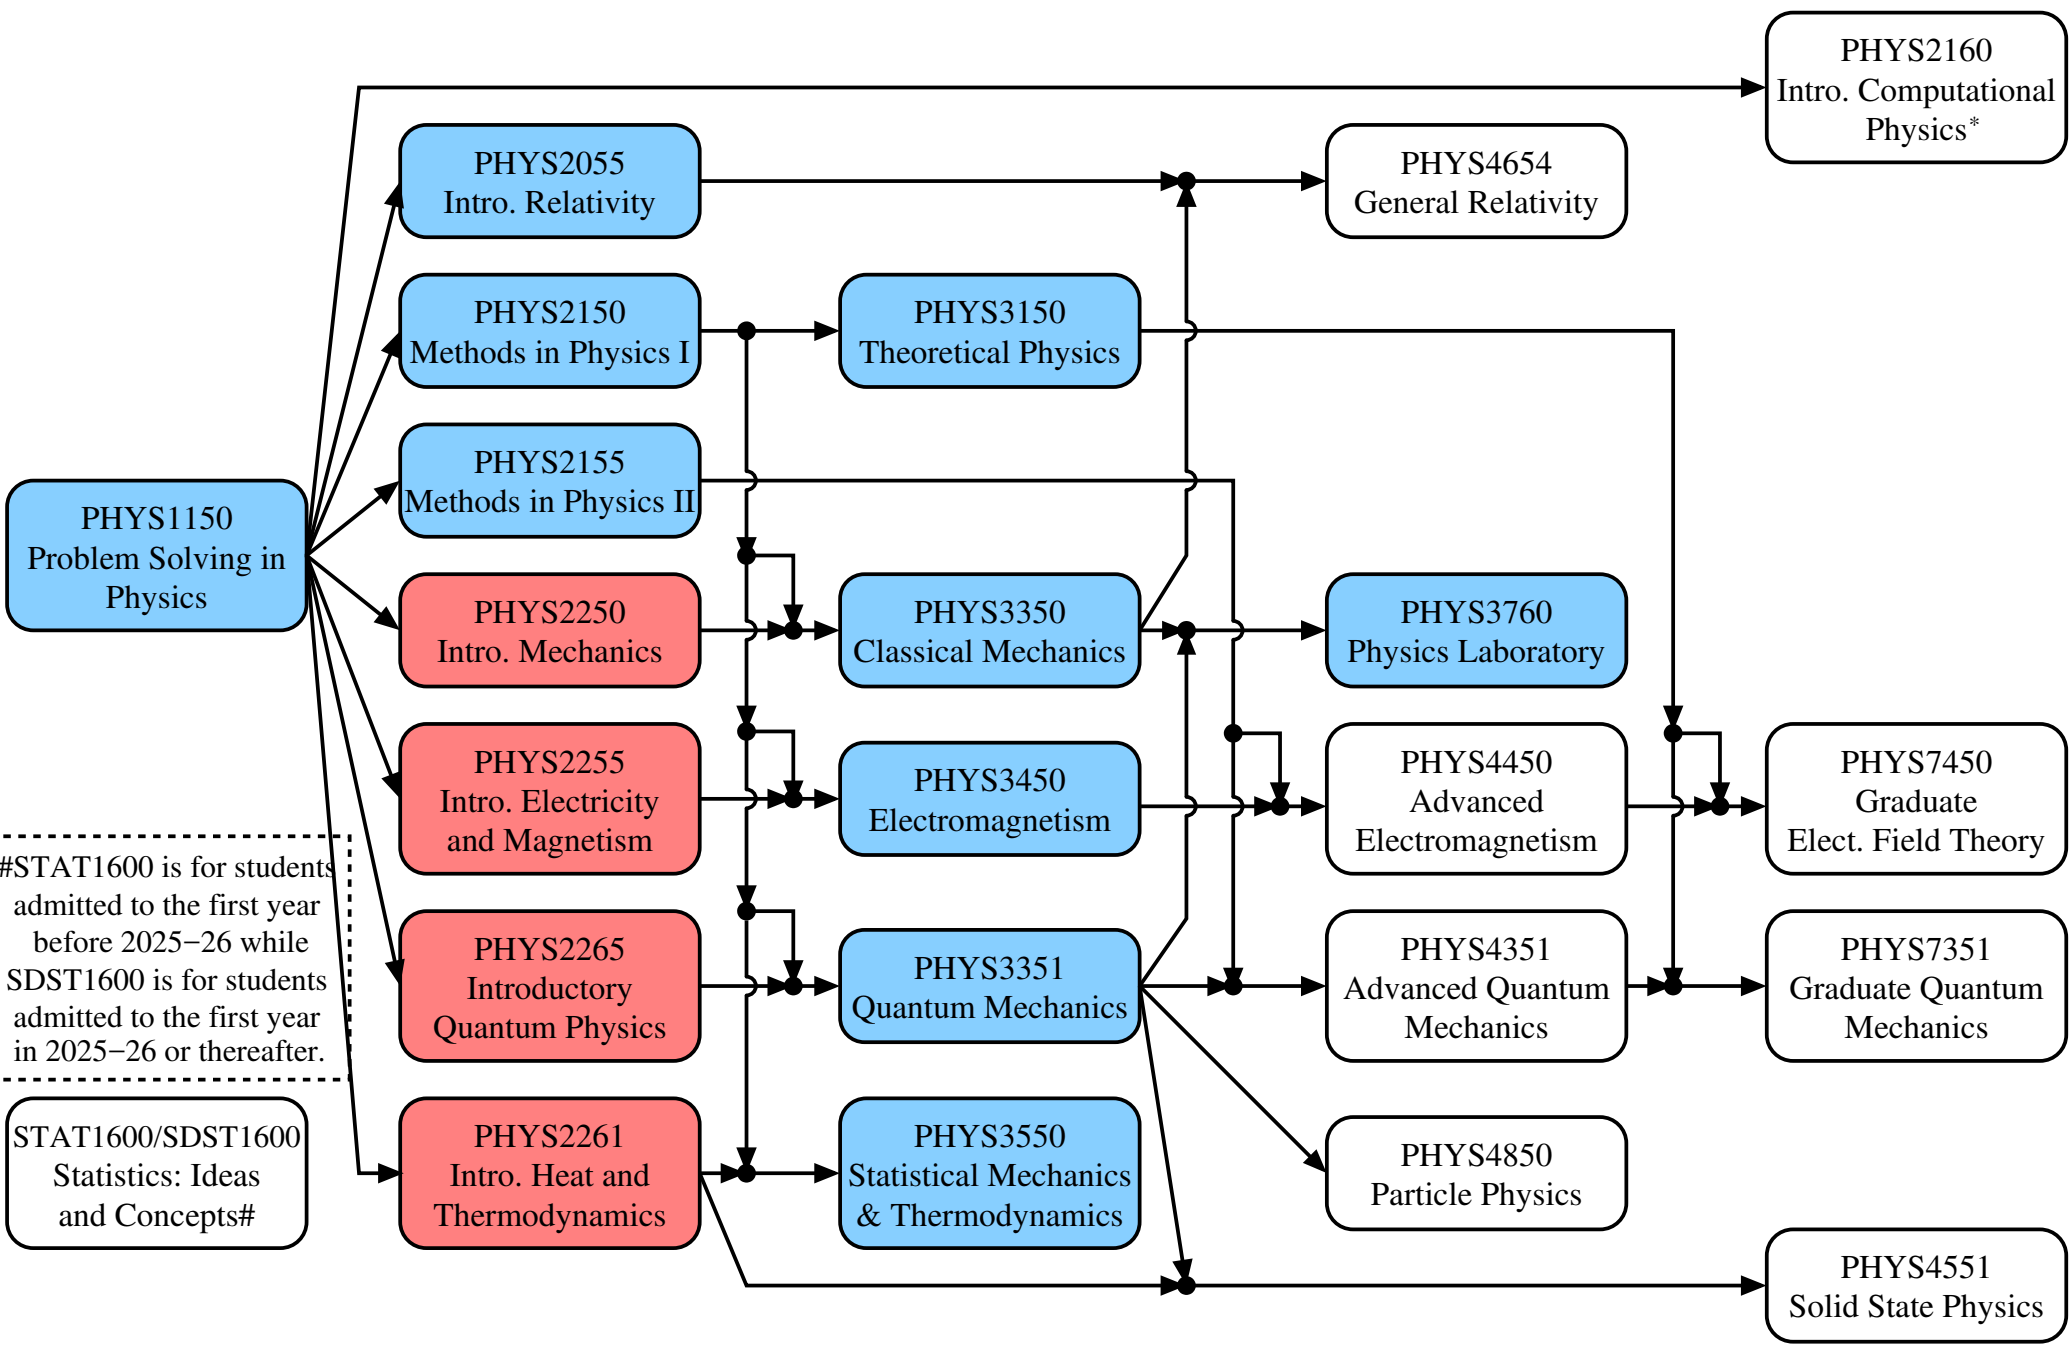 PHYS2160
Intro. Computational
Physics*
PHYS2055
Intro. Relativity
PHYS4654
General Relativity
PHYS2150
Methods in Physics I
PHYS3150
Theoretical Physics
PHYS2155
Methods in Physics II
PHYS1150
Problem Solving in
Physics
PHYS2250
Intro. Mechanics
PHYS3350
Classical Mechanics
PHYS3760
Physics Laboratory
PHYS2255
Intro. Electricity
and Magnetism
PHYS3450
Electromagnetism
PHYS4450
Advanced
Electromagnetism
PHYS7450
Graduate
Elect. Field Theory
#STAT1600 is for students
admitted to the first year
before 2025−26 while
SDST1600 is for students
admitted to the first year
in 2025−26 or thereafter.
PHYS2265
Introductory
Quantum Physics
PHYS3351
Quantum Mechanics
PHYS4351
Advanced Quantum
Mechanics
PHYS7351
Graduate Quantum
Mechanics
STAT1600/SDST1600
Statistics: Ideas
and Concepts#
PHYS2261
Intro. Heat and
Thermodynamics
PHYS3550
Statistical Mechanics
& Thermodynamics
PHYS4850
Particle Physics
PHYS4551
Solid State Physics